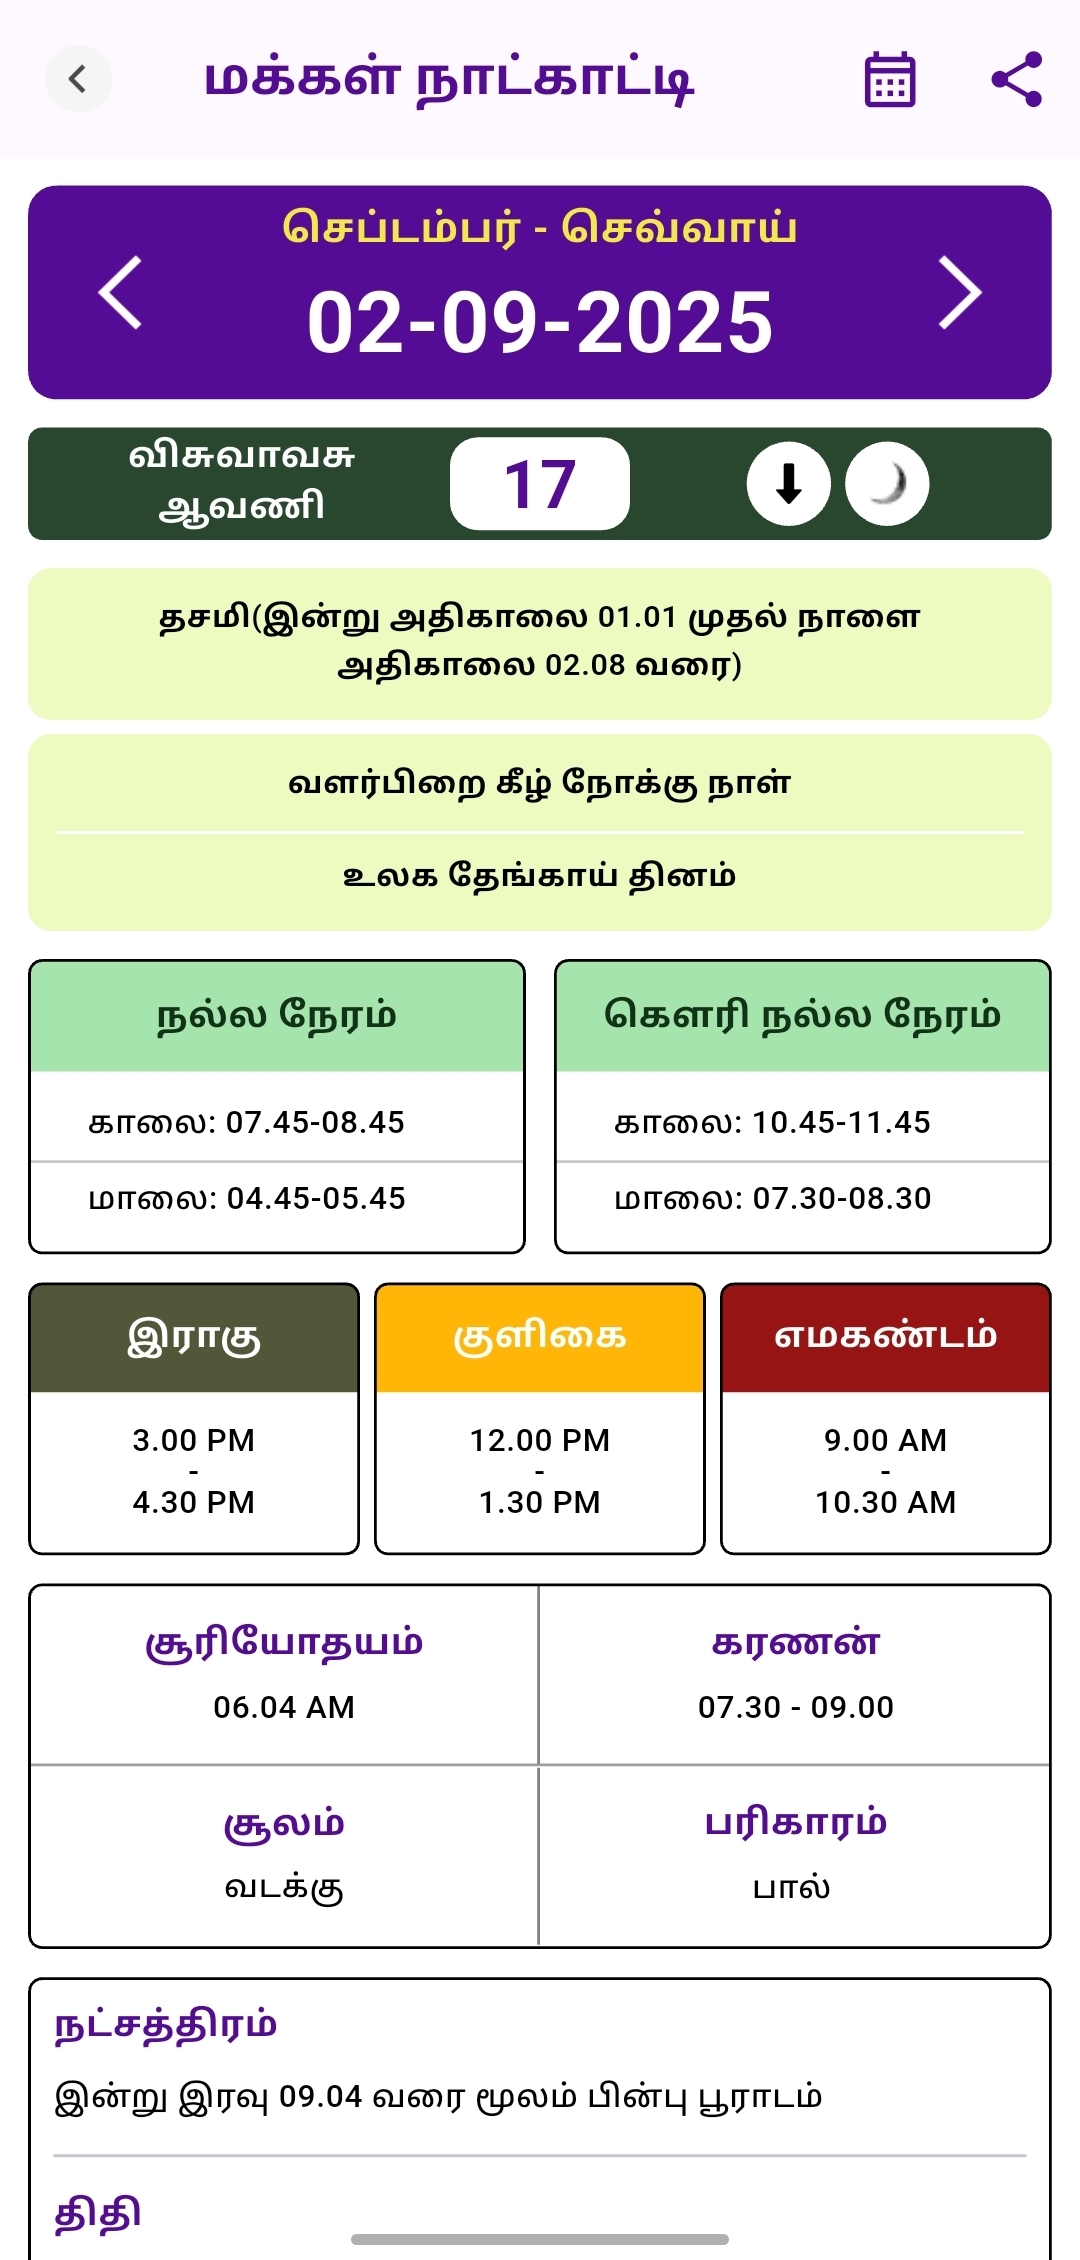 மக்கள் நாட்காட்டி
செப்டம்பர் - செவ்வாய்
02-09-2025
விசுவாவசு
ஆவணி
17
தசமி(இன்று அதிகாலை 01.01 முதல் நாளை
அதிகாலை 02.08 வரை)
வளர்பிறை கீழ் நோக்கு நாள்
உலக தேங்காய் தினம்
நல்ல நேரம்
காலை: 07.45-08.45
மாலை: 04.45-05.45
கௌரி நல்ல நேரம்
காலை: 10.45-11.45
மாலை: 07.30-08.30
இராகு
3.00 PM
-
4.30 PM
குளிகை
12.00 PM
-
1.30 PM
எமகண்டம்
9.00 AM
-
10.30 AM
சூரியோதயம்
06.04 AM
கரணன்
07.30 - 09.00
சூலம்
வடக்கு
பரிகாரம்
பால்
நட்சத்திரம்
இன்று இரவு 09.04 வரை மூலம் பின்பு பூராடம்
திதி